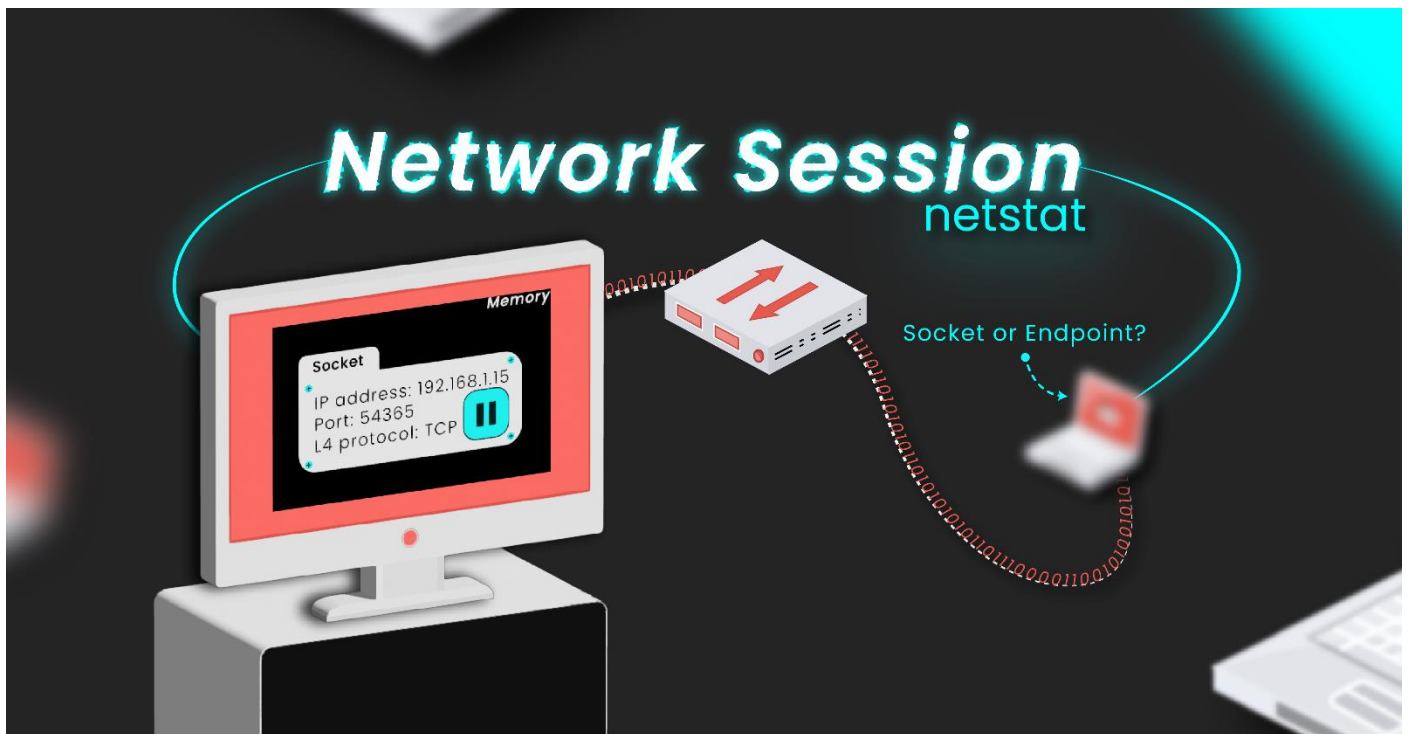 Network Session
netstat
Memory
Socket
IP address: 192.168.1.15
Port: 54365
L4 protocol: TCP
Socket or Endpoint?